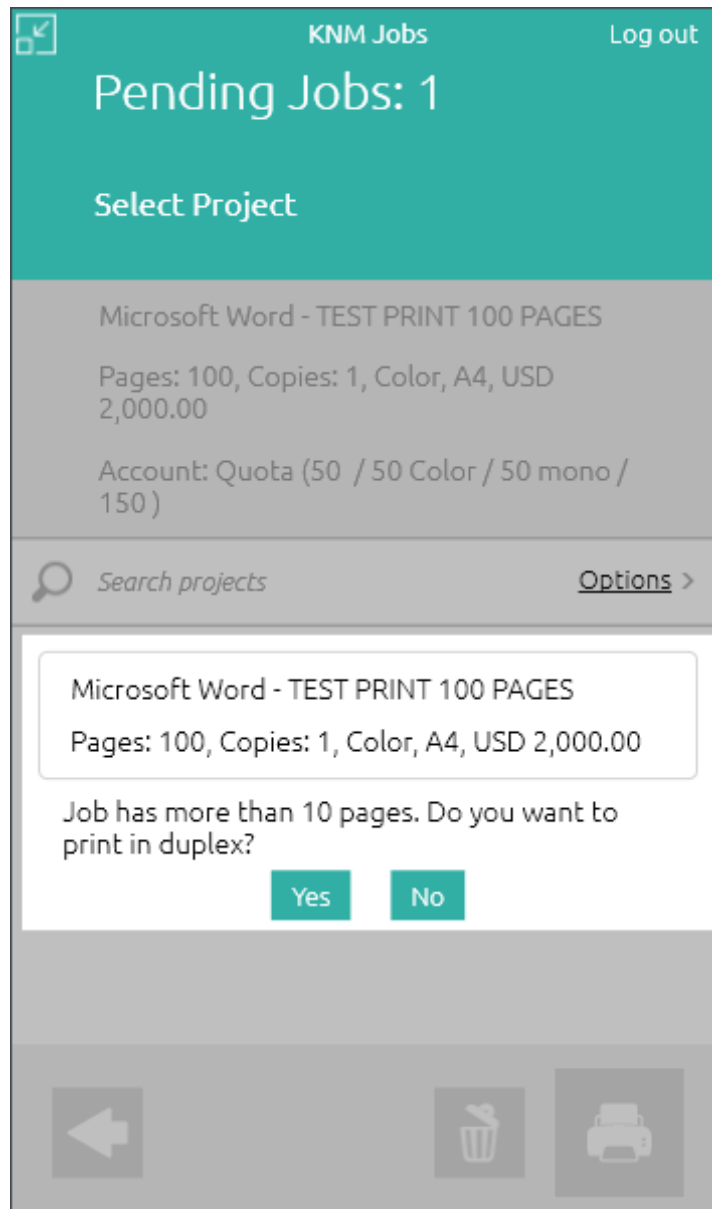 KNM Jobs
Log out
Pending Jobs: 1
Select Project
Microsoft Word - TEST PRINT 100 PAGES
Pages: 100, Copies: 1, Color, A4, USD
2,000.00
Account: Quota (50  / 50 Color / 50 mono /
150 )
Search projects
Options >
Microsoft Word - TEST PRINT 100 PAGES
Pages: 100, Copies: 1, Color, A4, USD 2,000.00
Job has more than 10 pages. Do you want to
print in duplex?
Yes
No